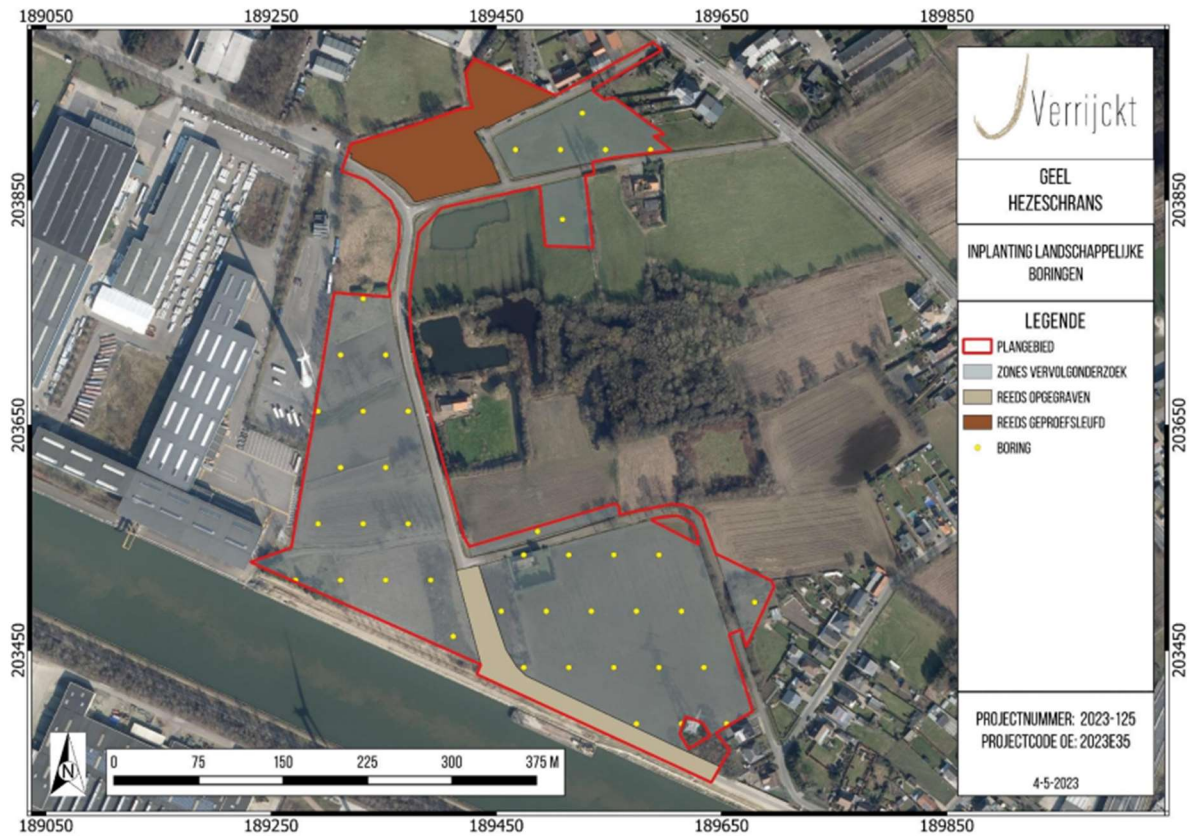 189050 189250 189450 189650 189850
203850
203650
203450
203850
203650
203450
Verrijckt
GEEL
HEZESCHRANS
INPLANTING LANDSCHAPPELIJKE
BORINGEN
LEGENDE
PLANGEBIED
ZONES VERVOLGONDERZOEK
REEDS OPGEGRAVEN
REEDS GEPROEFSLEUFD
BORING
PROJECTNUMMER: 2023-125
PROJECTCODE OE: 2023E35
4-5-2023
N
0 75 150 225 300 375 M
189050 189250 189450 189650 189850